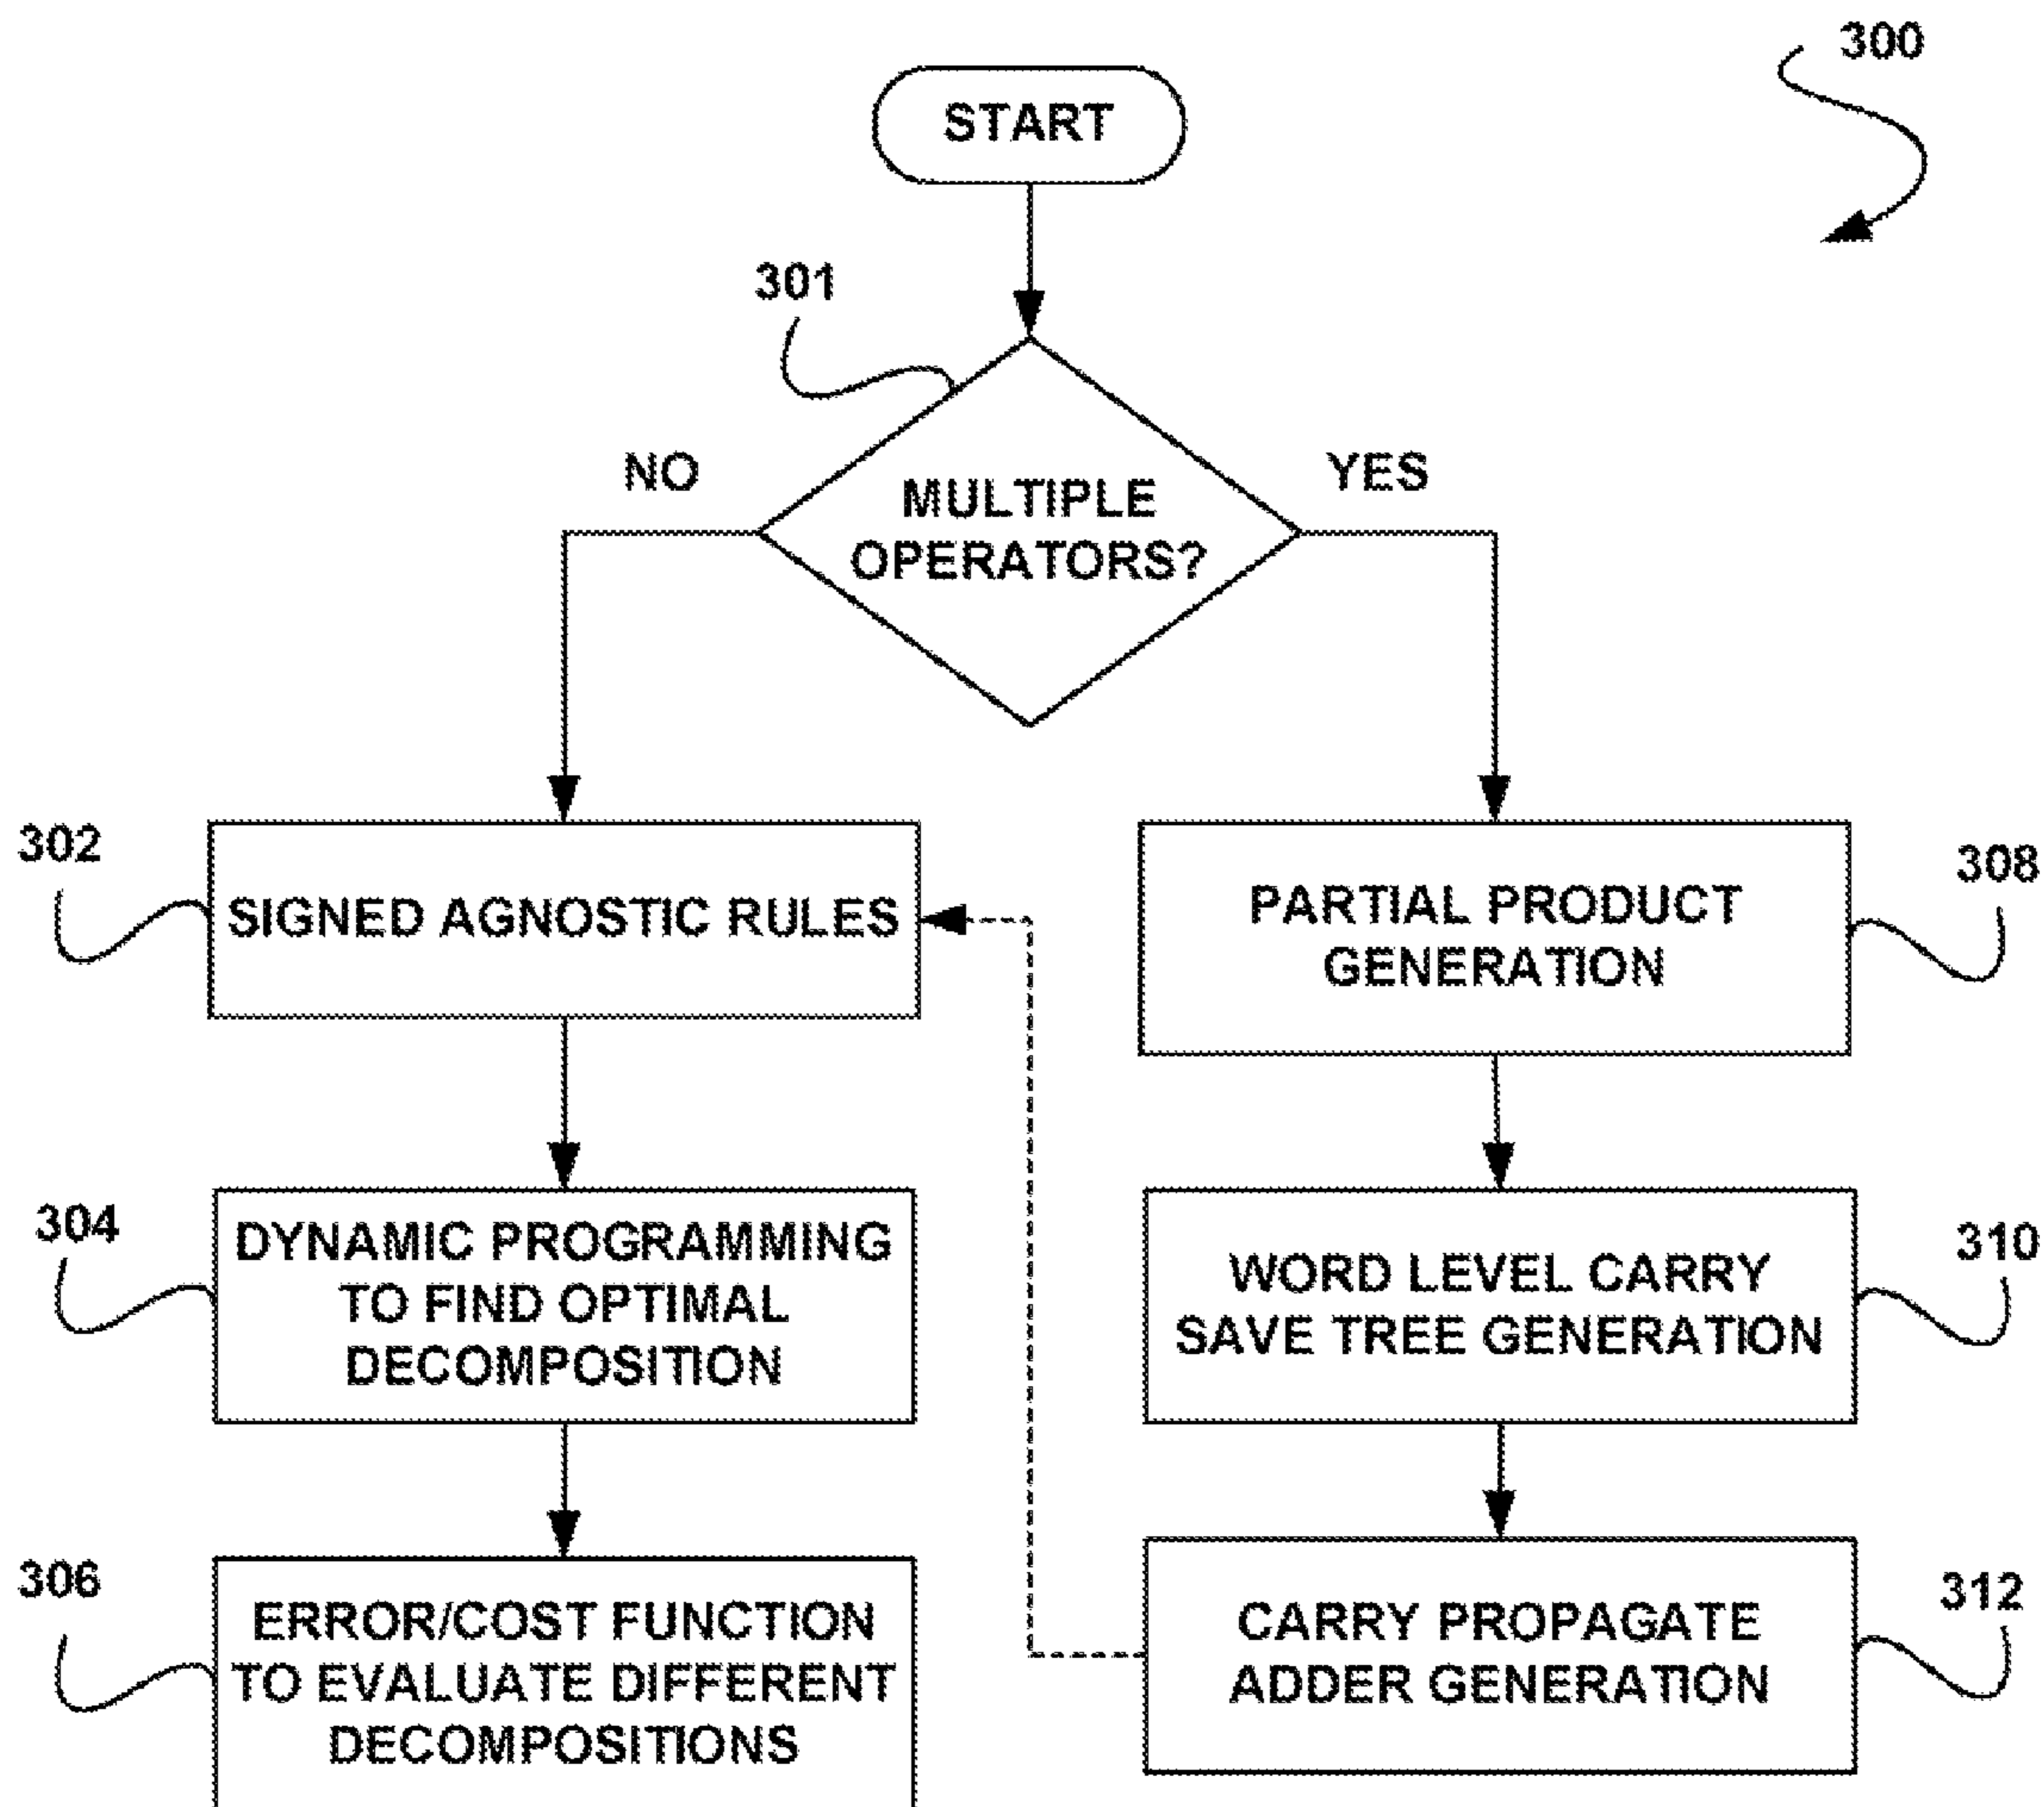 300
START
301
NO
YES
MULTIPLE
OPERATORS?
302
SIGNED AGNOSTIC RULES
308
PARTIAL PRODUCT
GENERATION
304
DYNAMIC PROGRAMMING
TO FIND OPTIMAL
DECOMPOSITION
310
WORD LEVEL CARRY
SAVE TREE GENERATION
306
ERROR/COST FUNCTION
TO EVALUATE DIFFERENT
DECOMPOSITIONS
312
CARRY PROPAGATE
ADDER GENERATION